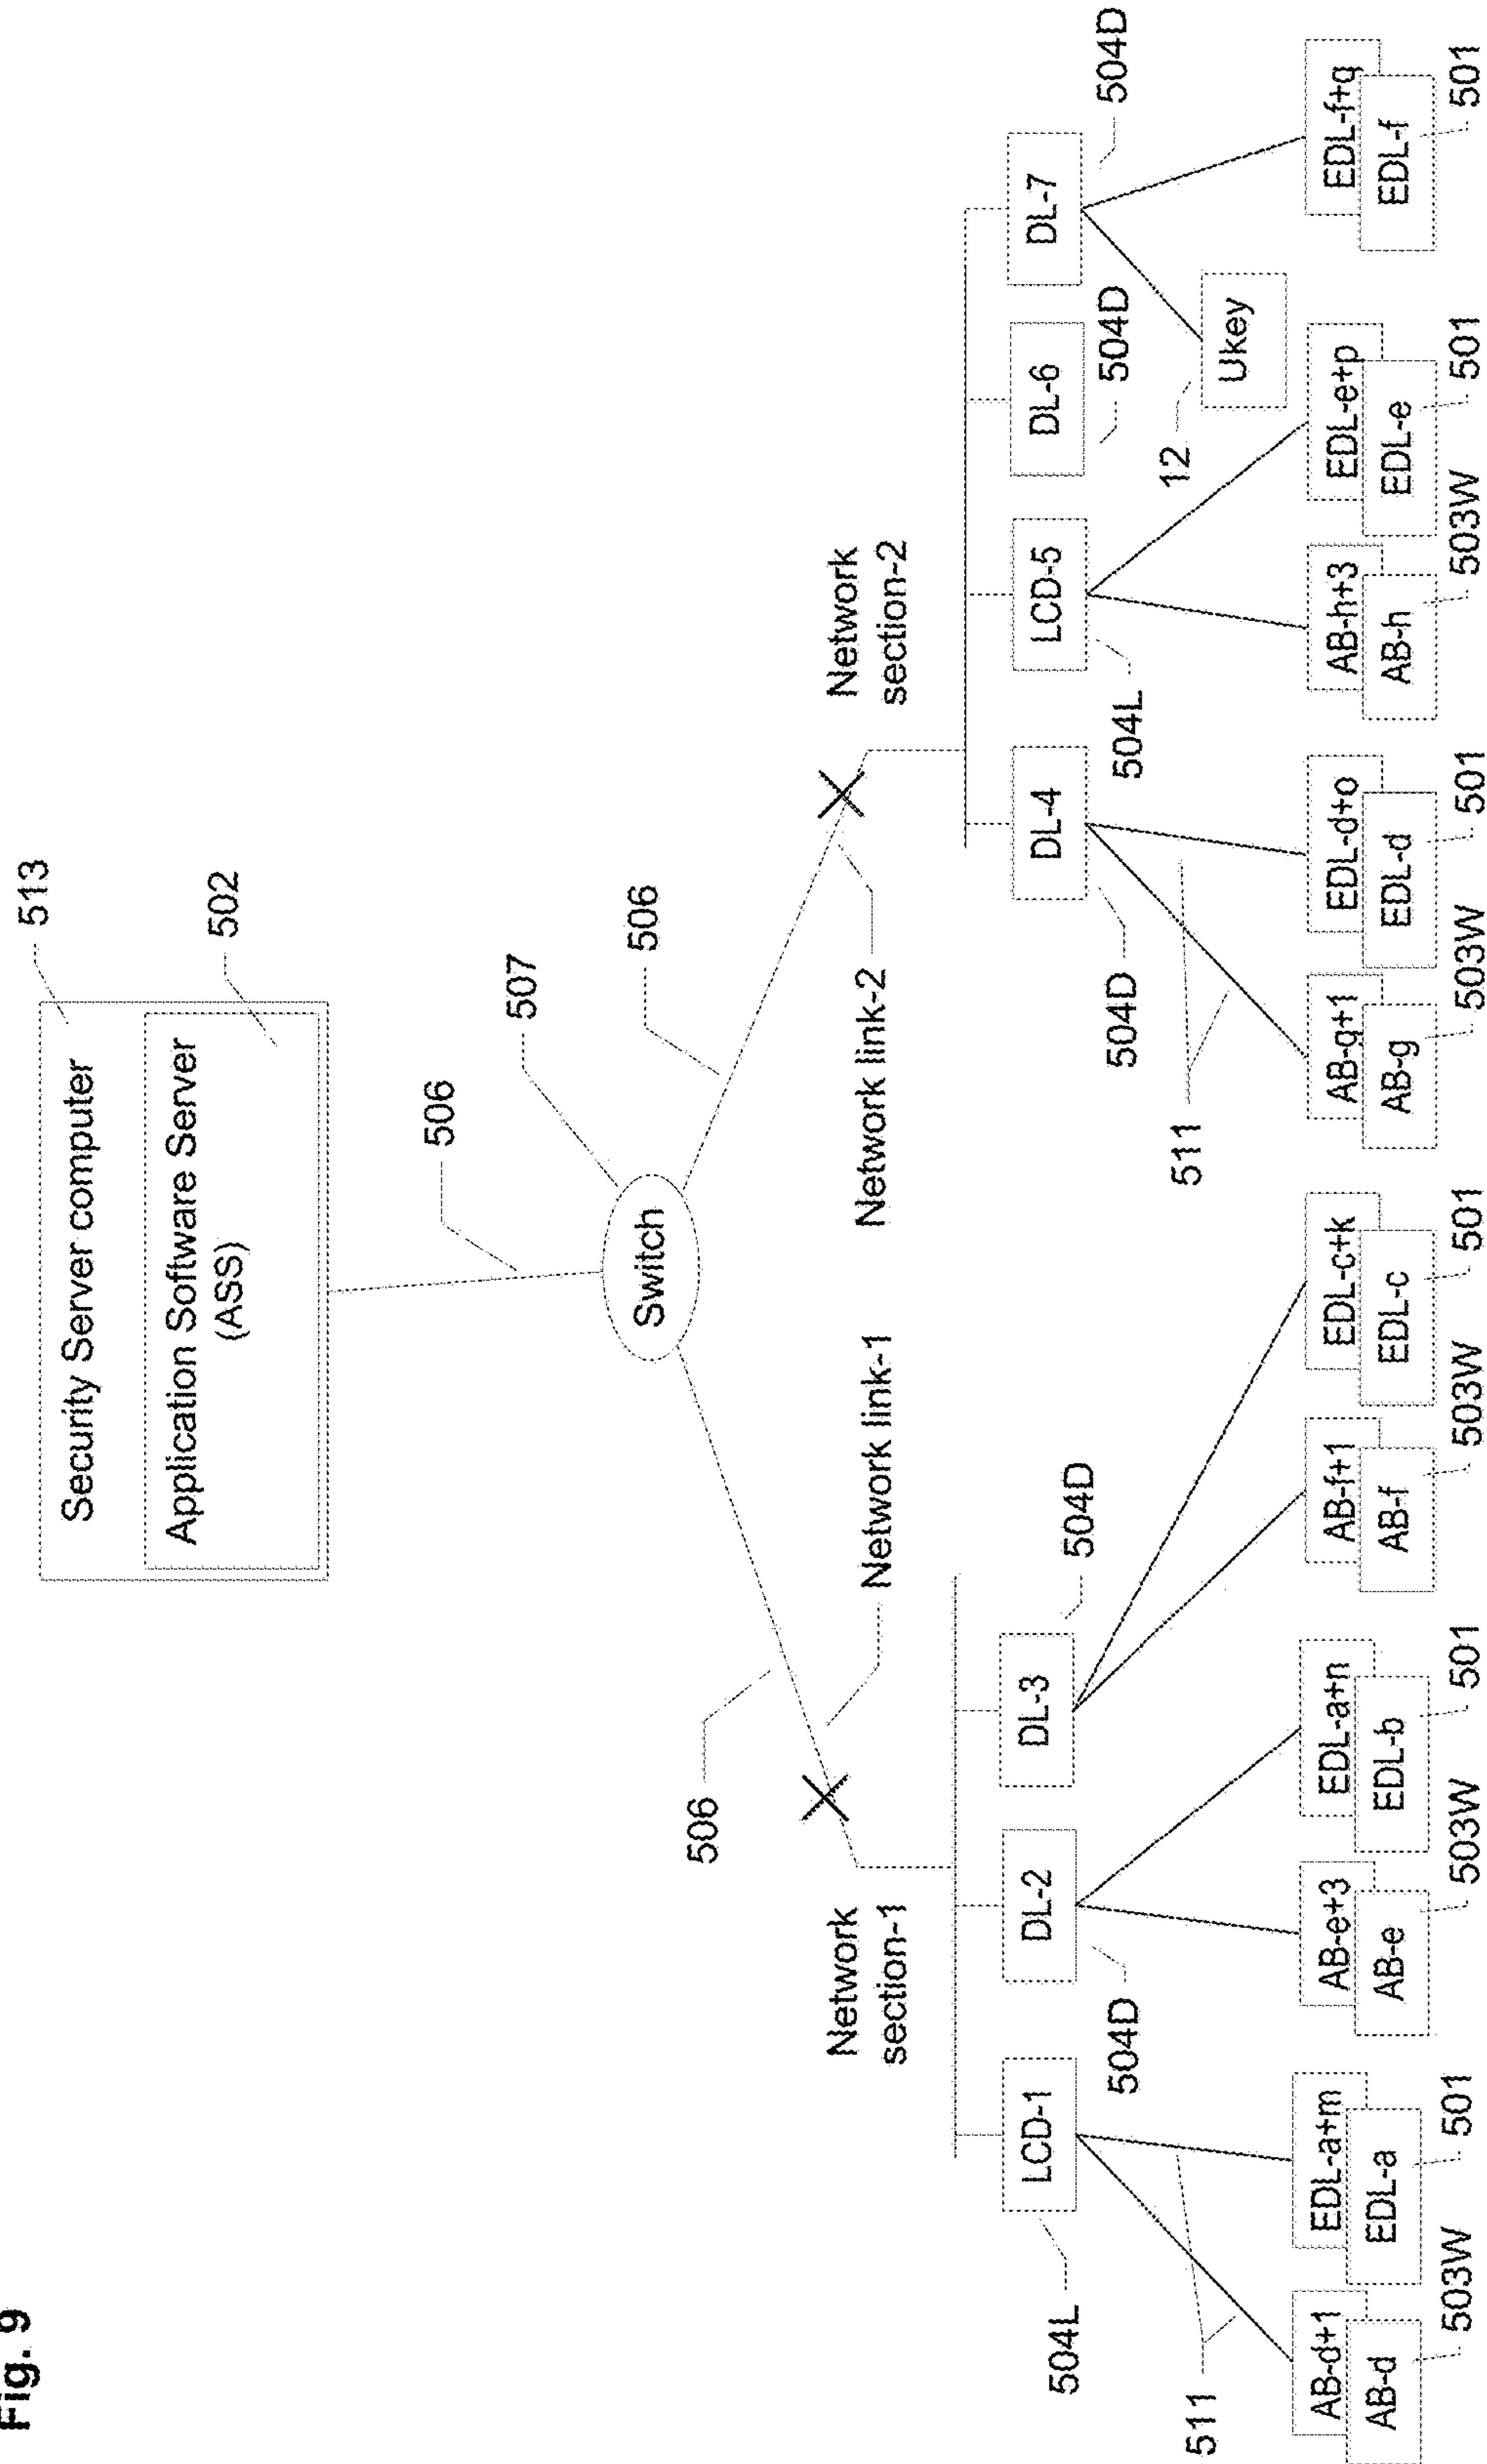 Fig. 9
513
Security Server computer
502
Application Software Server
(ASS)
506
507
Switch
506
506
Network link-1
Network link-2
Network
section-1
Network
section-2
LCD-1
DL-2
DL-3
DL-4
LCD-5
DL-6
DL-7
504L
504D
504D
504D
504L
504D
504D
511
511
12
Ukey
AB-d+1
AB-d
503W
EDL-a+m
EDL-a
501
AB-e+3
AB-e
503W
EDL-a+n
EDL-b
501
AB-f+1
AB-f
503W
EDL-c+k
EDL-c
501
AB-g+1
AB-g
503W
EDL-d+o
EDL-d
501
AB-h+3
AB-h
503W
EDL-e+p
EDL-e
501
EDL-f+q
EDL-f
501